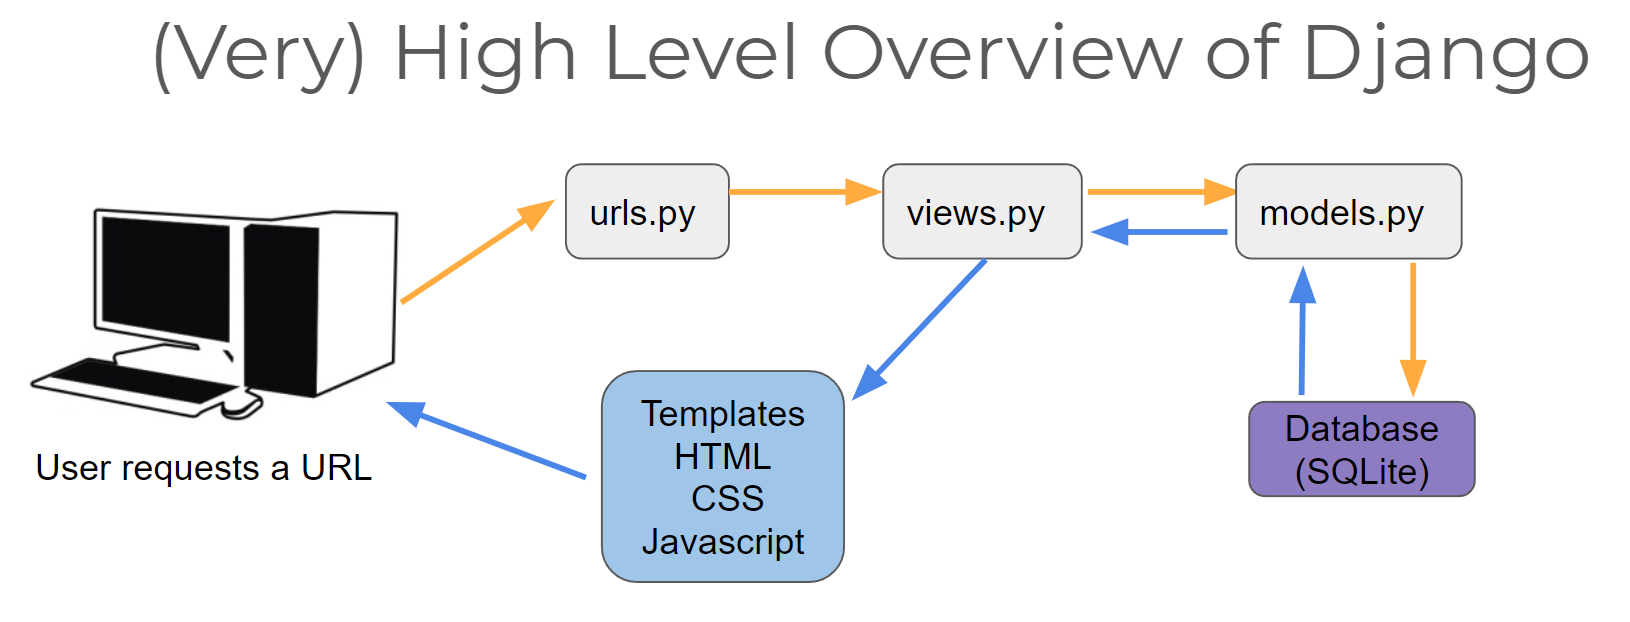 (Very) High Level Overview of Django
urls.py
views.py
models.py
User requests a URL
Templates
HTML
CSS
Javascript
Database
(SQLite)